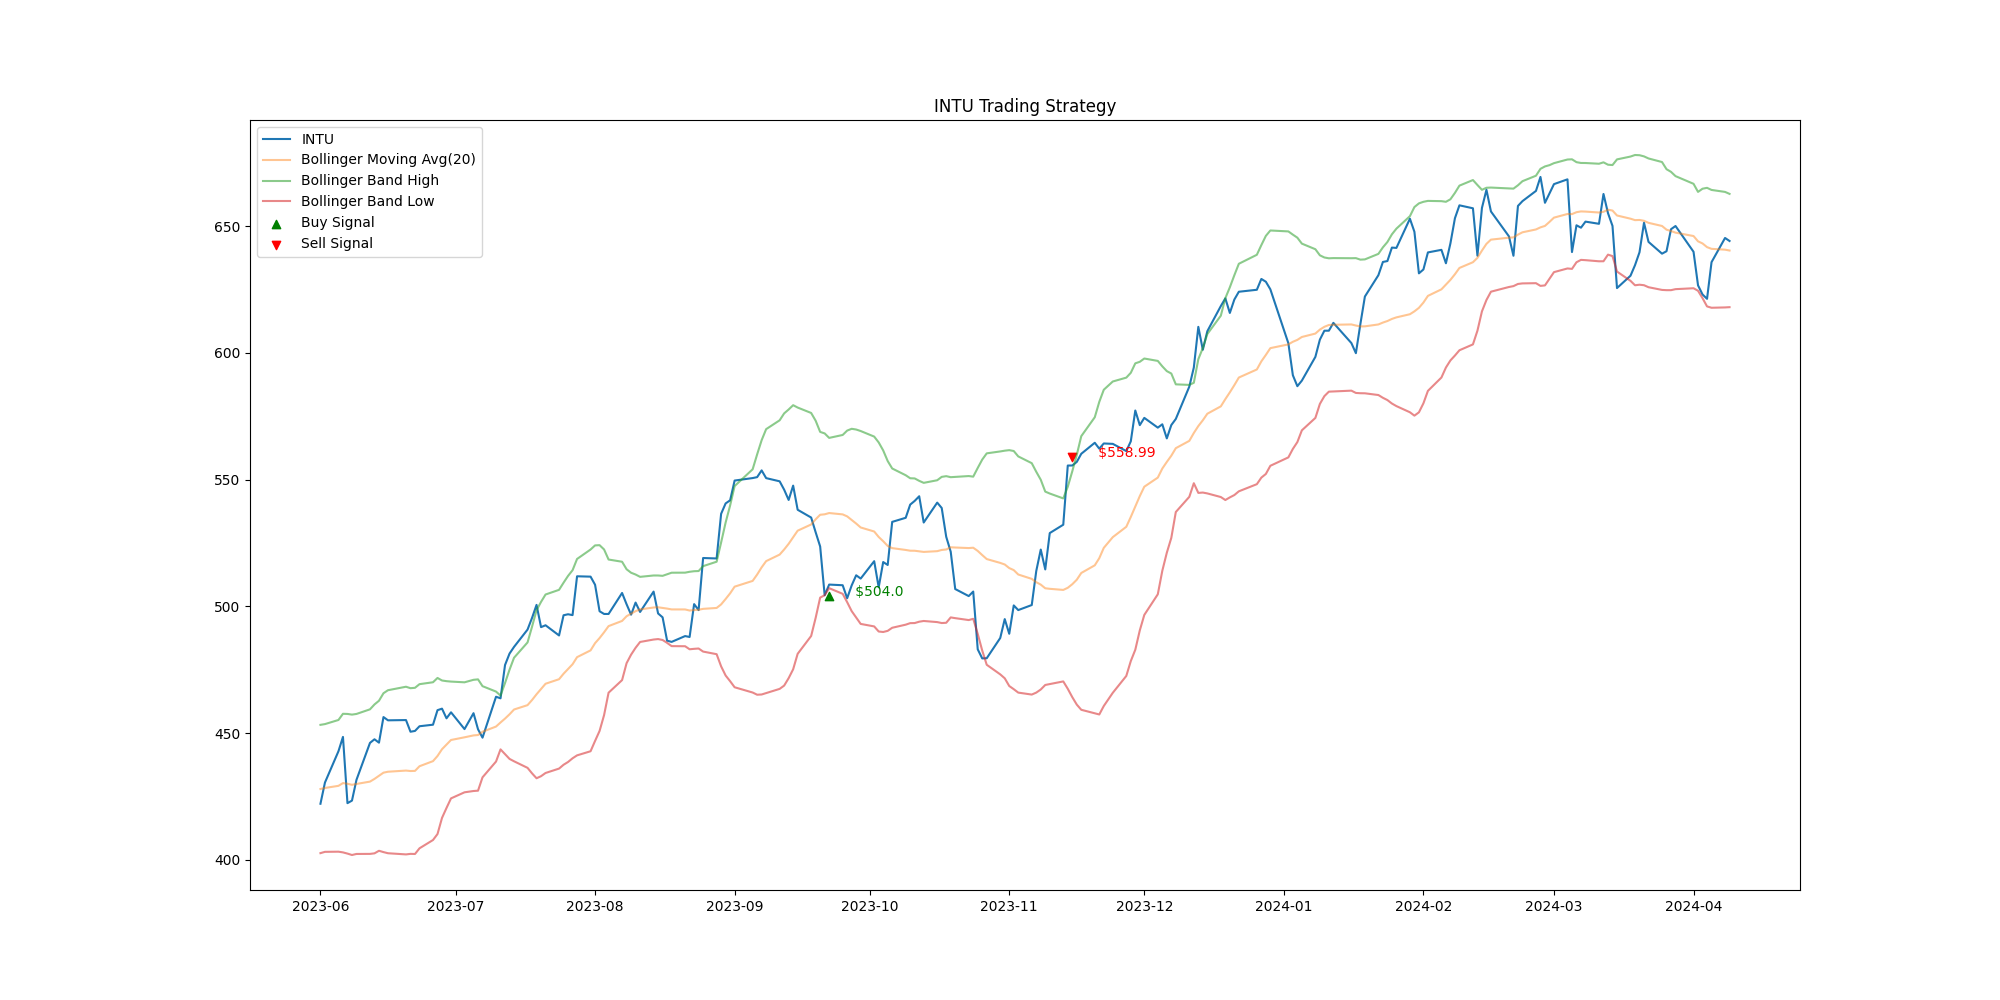 INTU Trading Strategy
INTU
Bollinger Moving Avg(20)
Bollinger Band High
Bollinger Band Low
Buy Signal
Sell Signal
650
600
550
500
450
400
$558.99
$504.0
2023-06 2023-07 2023-08 2023-09 2023-10 2023-11 2023-12 2024-01 2024-02 2024-03 2024-04